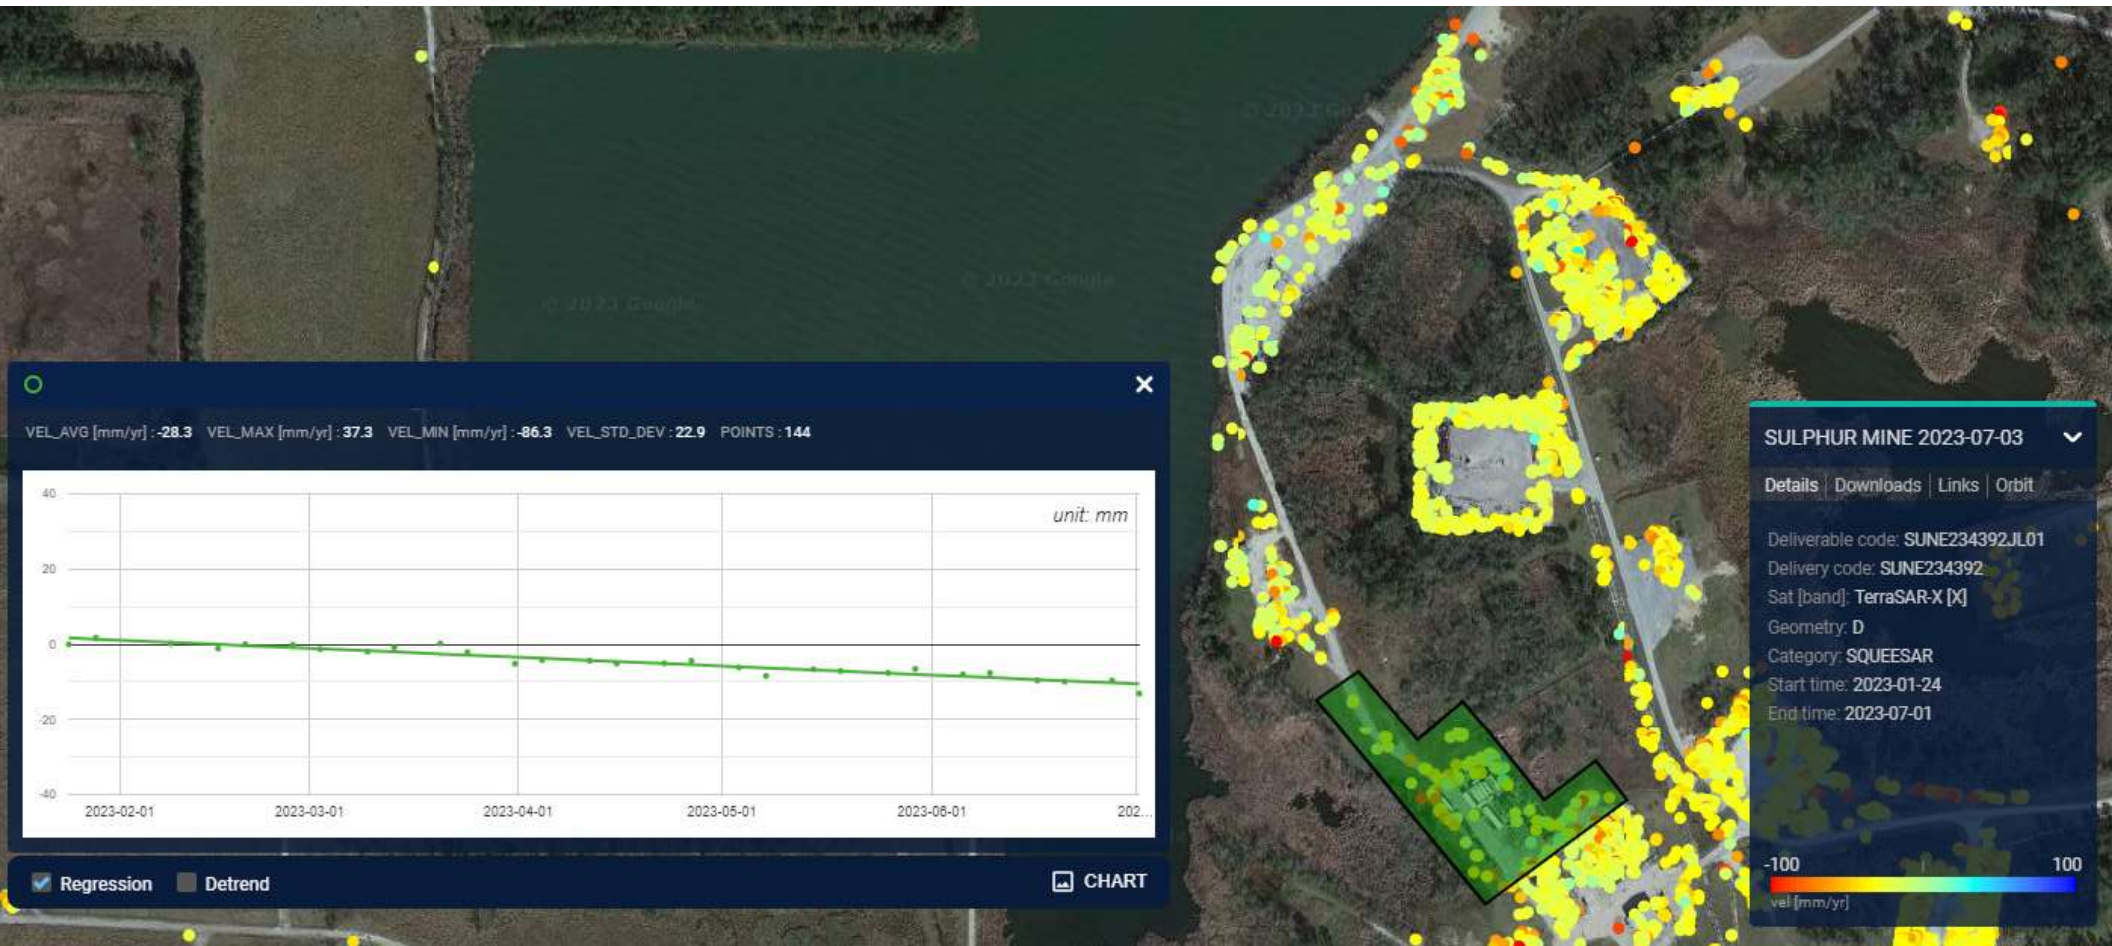 © 2023 Google
© 2023 Google
VEL_AVG [mm/yr] : -28.3 VEL_MAX [mm/yr] : 37.3 VEL_MIN [mm/yr] : -86.3 VEL_STD_DEV : 22.9 POINTS : 144
unit: mm
40
20
0
-20
-40
2023-02-01 2023-03-01 2023-04-01 2023-05-01 2023-06-01 202...
Regression Detrend CHART
SULPHUR MINE 2023-07-03
Details | Downloads | Links | Orbit
Deliverable code: SUNE234392JL01
Delivery code: SUNE234392
Sat [band]: TerraSAR-X [X]
Geometry: D
Category: SQUEESAR
Start time: 2023-01-24
End time: 2023-07-01
-100 100
vel [mm/yr]